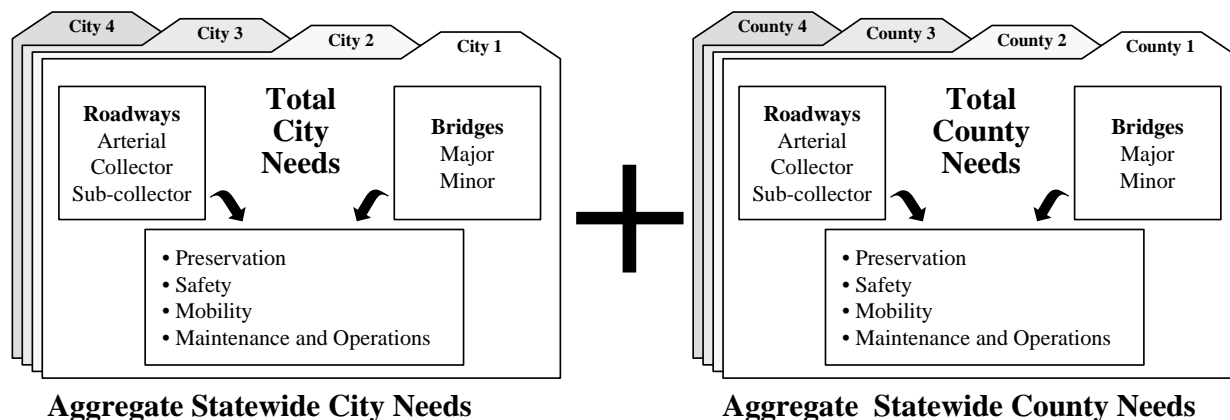 City 4
City 3
City 2
City 1
Total
City
Needs
Roadways
Arterial
Collector
Sub-collector
Bridges
Major
Minor
• Preservation
• Safety
• Mobility
• Maintenance and Operations
Aggregate Statewide City Needs
+
County 4
County 3
County 2
County 1
Total
County
Needs
Roadways
Arterial
Collector
Sub-collector
Bridges
Major
Minor
• Preservation
• Safety
• Mobility
• Maintenance and Operations
Aggregate Statewide County Needs